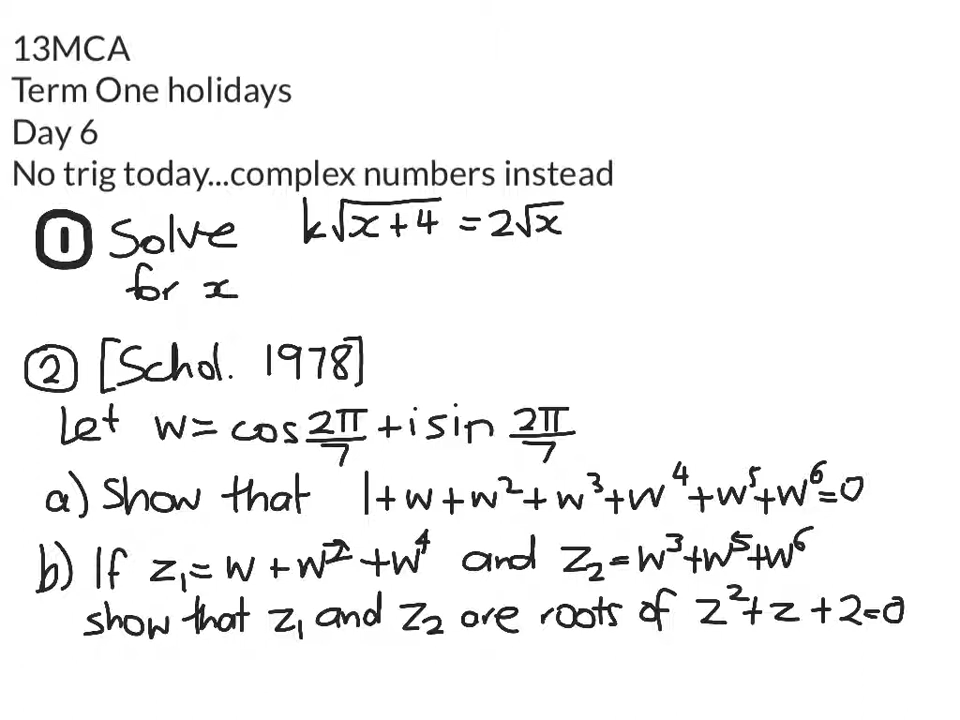 13MCA
Term One holidays
Day 6
No trig today...complex numbers instead
① Solve k√(x+4) = 2√x
for x
② [Schol. 1978]
Let w = cos 2π/7 + i sin 2π/7
a) Show that 1+w+w²+w³+w⁴+w⁵+w⁶=0
b) If z₁ = w + w² + w⁴ and z₂ = w³+w⁵+w⁶
show that z₁ and z₂ are roots of z²+z+2=0